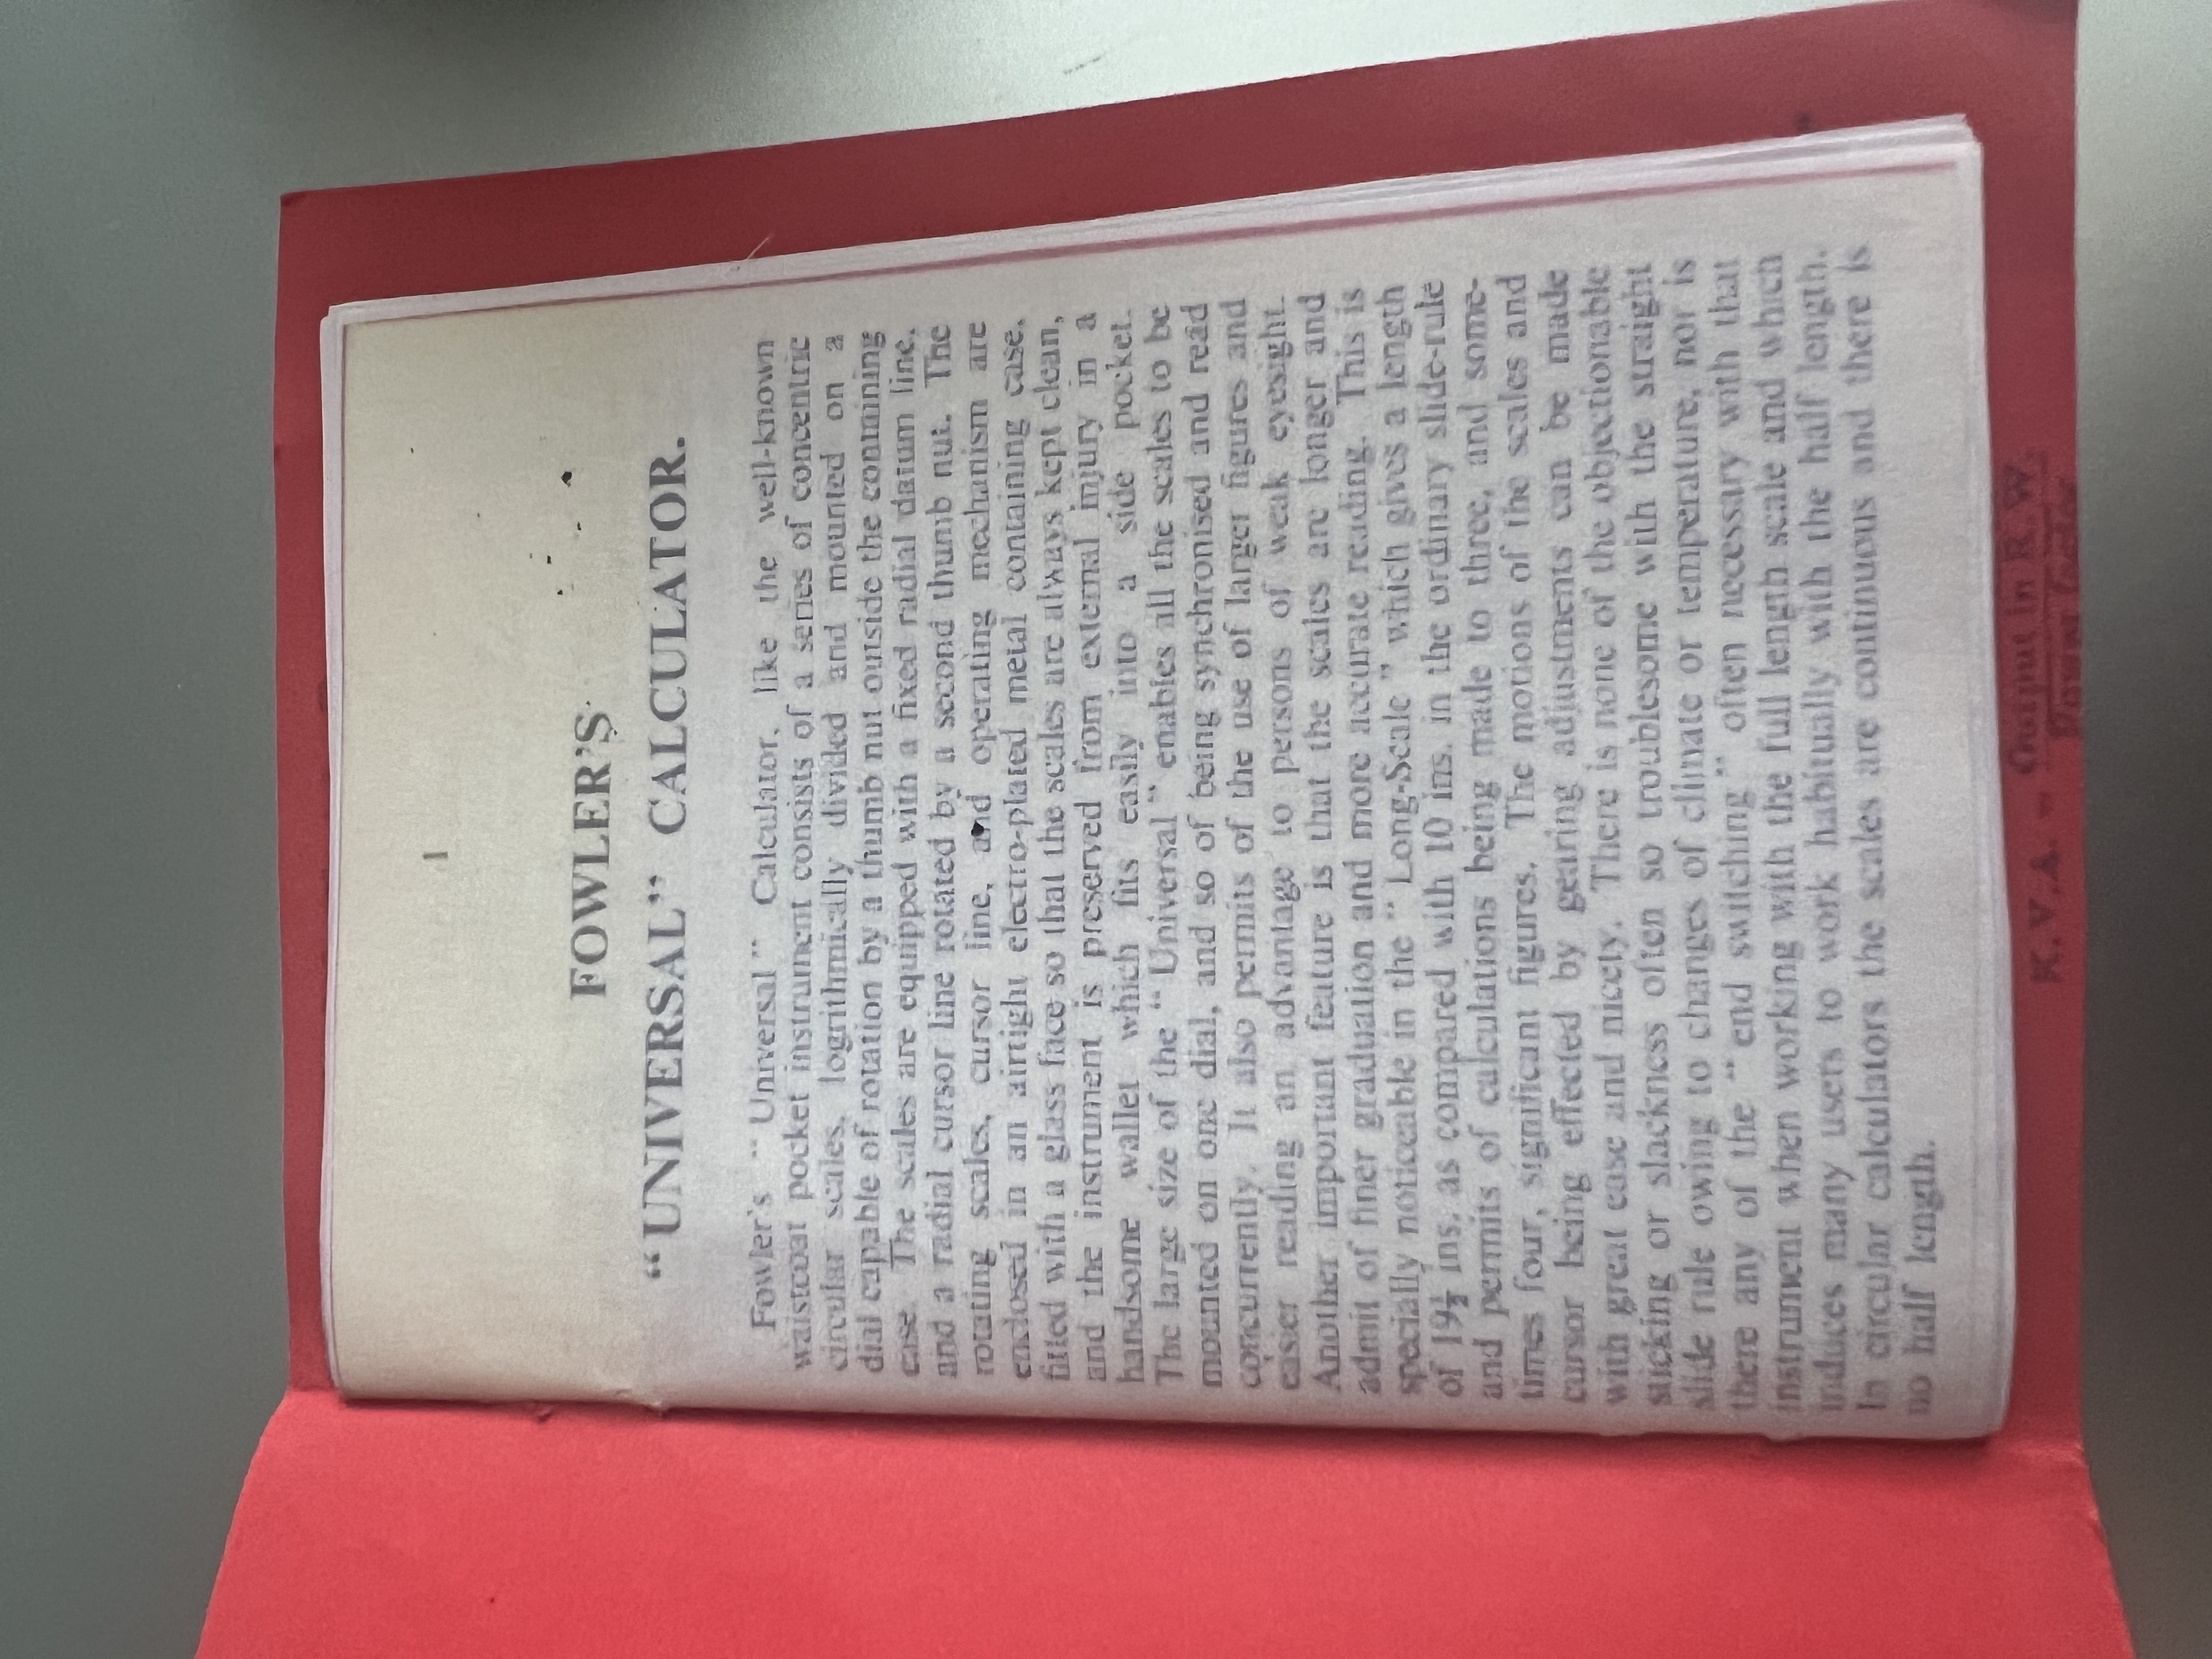 1
FOWLER'S
“UNIVERSAL” CALCULATOR.
Fowler's “Universal” Calculator, like the well-known
waistcoat pocket instrument consists of a series of concentric
circular scales, logrithmically divided and mounted on a
dial capable of rotation by a thumb nut outside the containing
case. The scales are equipped with a fixed radial datum line,
and a radial cursor line rotated by a second thumb nut. The
rotating scales, cursor line, and operating mechanism are
enclosed in an airtight electro-plated metal containing case,
fitted with a glass face so that the scales are always kept clean,
and the instrument is preserved from external injury in a
handsome wallet which fits easily into a side pocket.
The large size of the “Universal” enables all the scales to be
mounted on one dial, and so of being synchronised and read
concurrently. It also permits of the use of larger figures and
easier reading an advantage to persons of weak eyesight.
Another important feature is that the scales are longer and
admit of finer graduation and more accurate reading. This is
specially noticeable in the “Long-Scale” which gives a length
of 19½ ins. as compared with 10 ins. in the ordinary slide-rule
and permits of calculations being made to three, and some-
times four, significant figures. The motions of the scales and
cursor being effected by gearing adjustments can be made
with great ease and nicety. There is none of the objectionable
sticking or slackness often so troublesome with the straight
slide rule owing to changes of climate or temperature, nor is
there any of the “end switching” often necessary with that
instrument when working with the full length scale and which
induces many users to work habitually with the half length.
In circular calculators the scales are continuous and there is
no half length.
K.V.A. = Output in R.W.
Power Factor